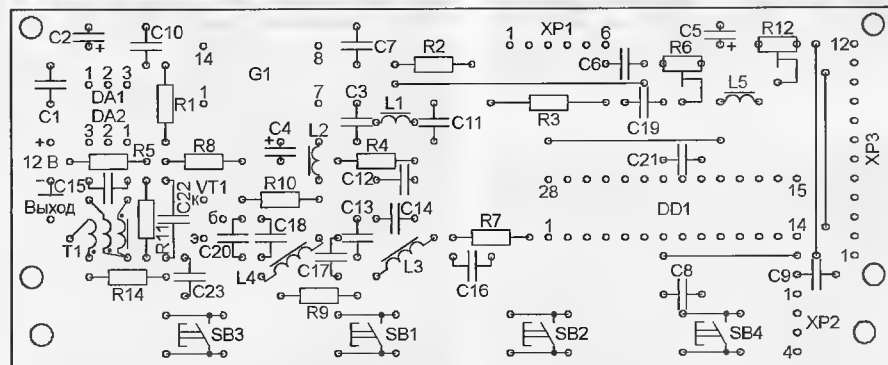 C2 + C10 14 8 C7 R2 1 XP1 6 C5 + R12 12
G1 C6 R6
1 2 3
C1 DA1 R1 1 7 C3 L1 L5
DA2 C11 R3 C19
3 2 1 C4 + L2
+ 12 В R5 R8 R4 C21 XP3
− C15 C22 VT1 R10 C12 28 15
Выход к
б C18 C13 C14 R7 DD1
T1 R11 э C20 1 14
L4 C17 L3 C16 1
R14 C23 C8 C9
R9 1
SB3 SB1 SB2 SB4 XP2
4